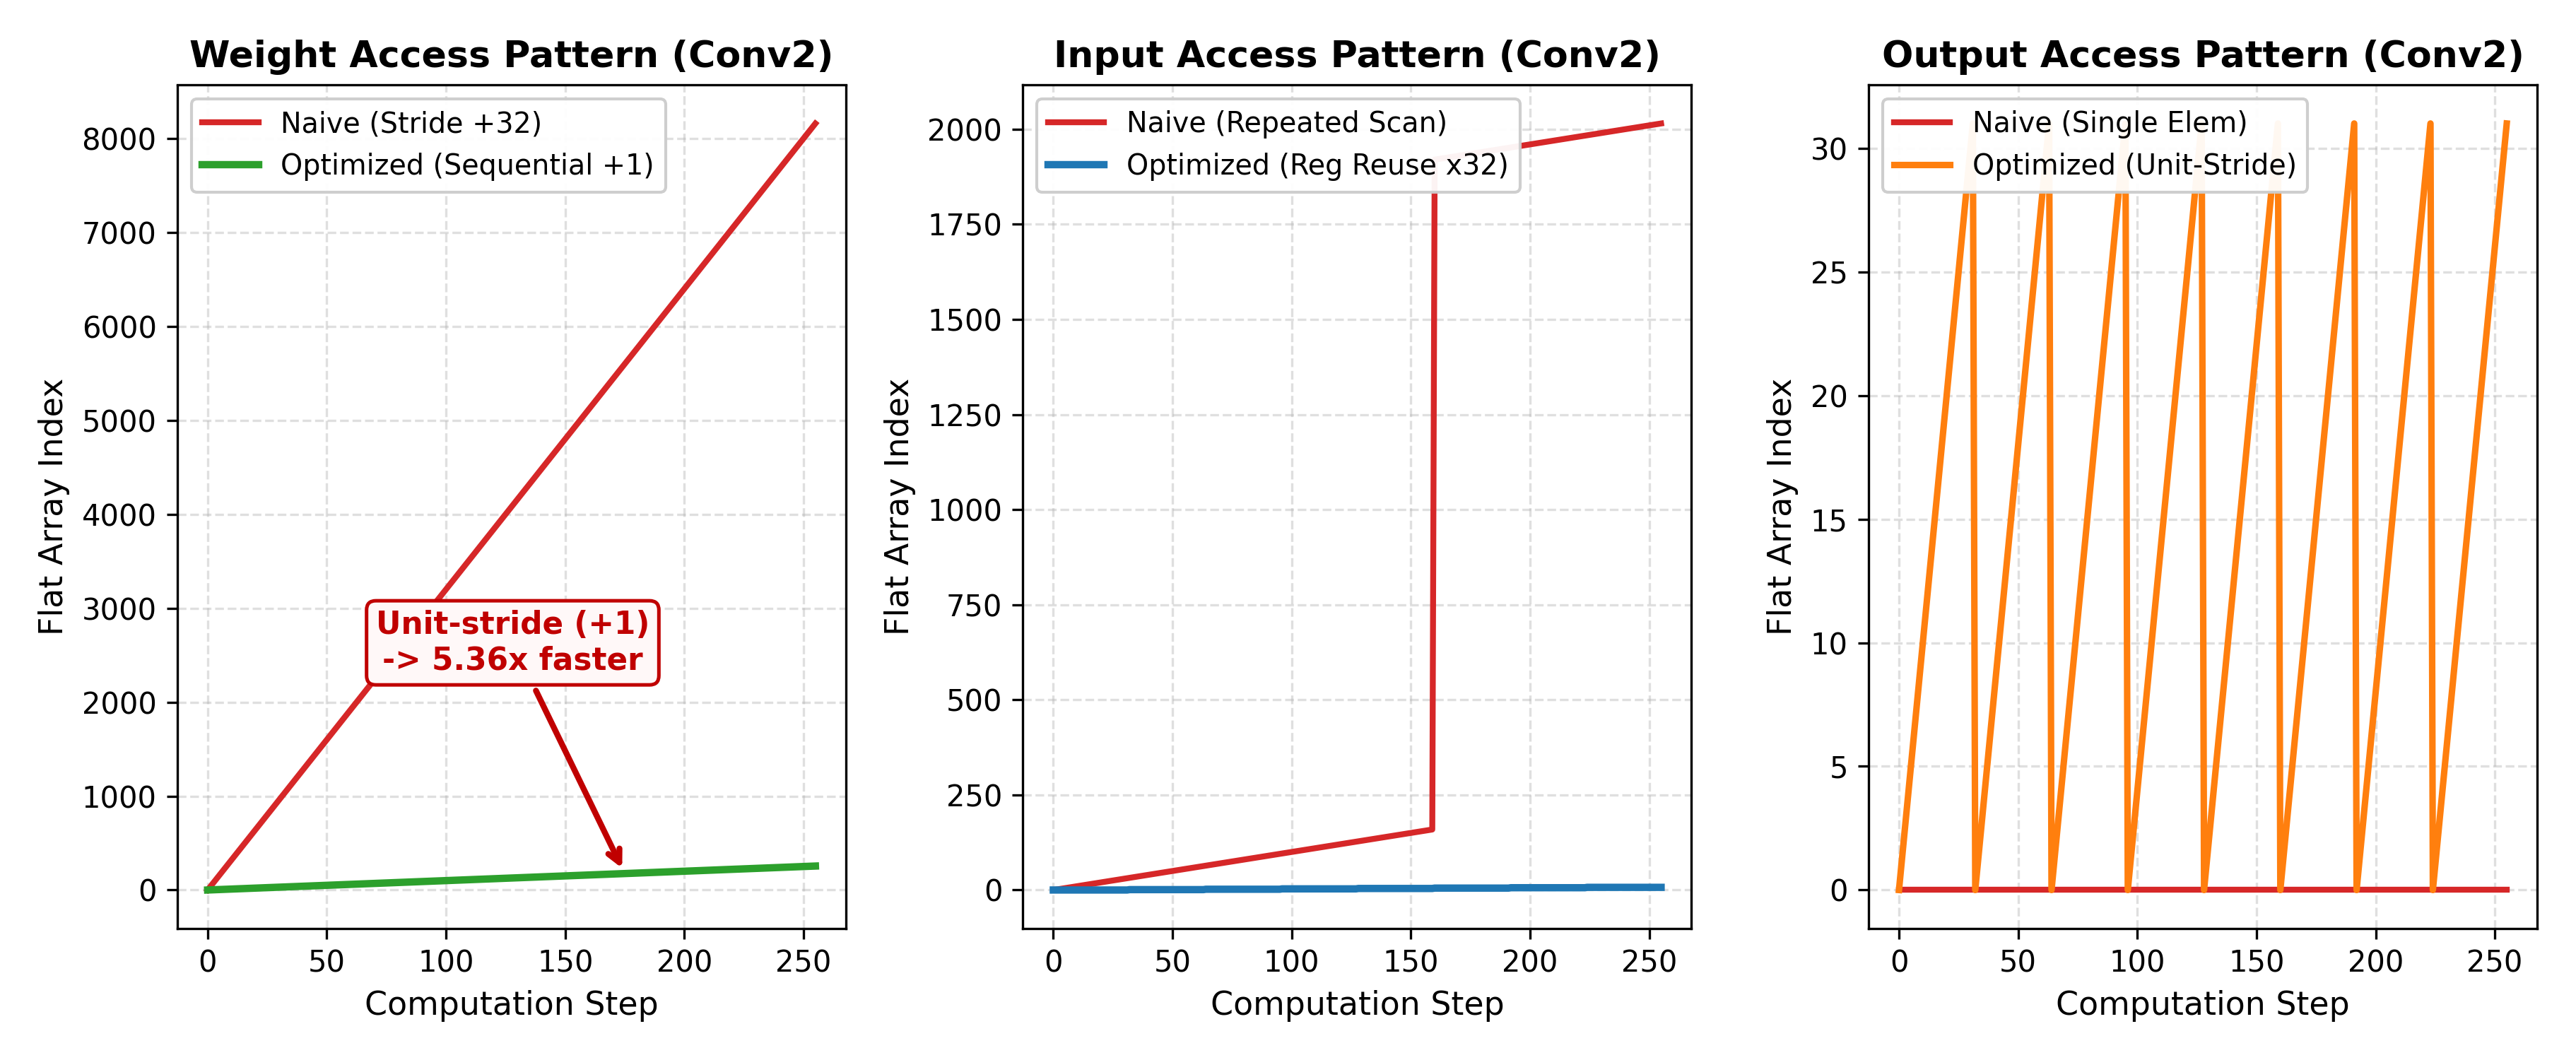 Weight Access Pattern (Conv2)
Naive (Stride +32)
Optimized (Sequential +1)
8000
7000
6000
5000
4000
3000
2000
1000
0
Flat Array Index
Unit-stride (+1)
-> 5.36x faster
0 50 100 150 200 250
Computation Step
Input Access Pattern (Conv2)
Naive (Repeated Scan)
Optimized (Reg Reuse x32)
2000
1750
1500
1250
1000
750
500
250
0
Flat Array Index
0 50 100 150 200 250
Computation Step
Output Access Pattern (Conv2)
Naive (Single Elem)
Optimized (Unit-Stride)
30
25
20
15
10
5
0
Flat Array Index
0 50 100 150 200 250
Computation Step